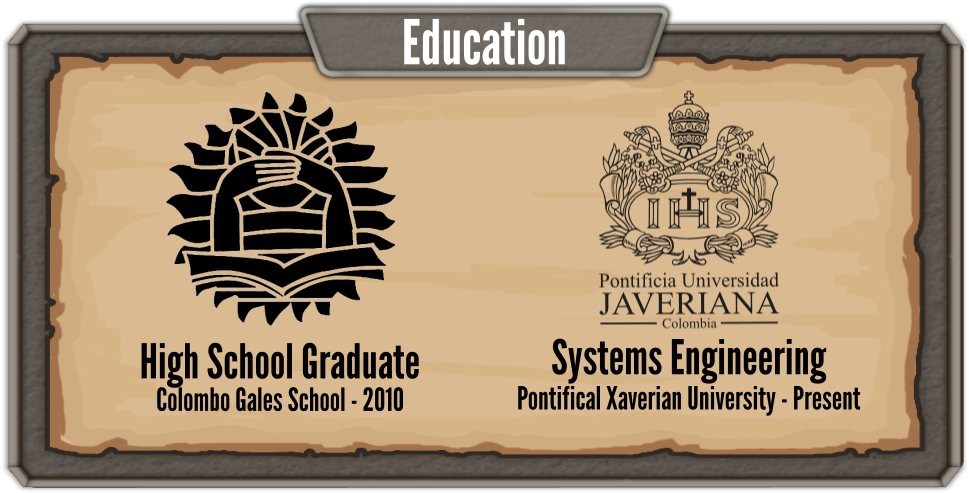 Education
IHS
Pontificia Universidad
JAVERIANA
Colombia
High School Graduate
Colombo Gales School - 2010
Systems Engineering
Pontifical Xaverian University - Present